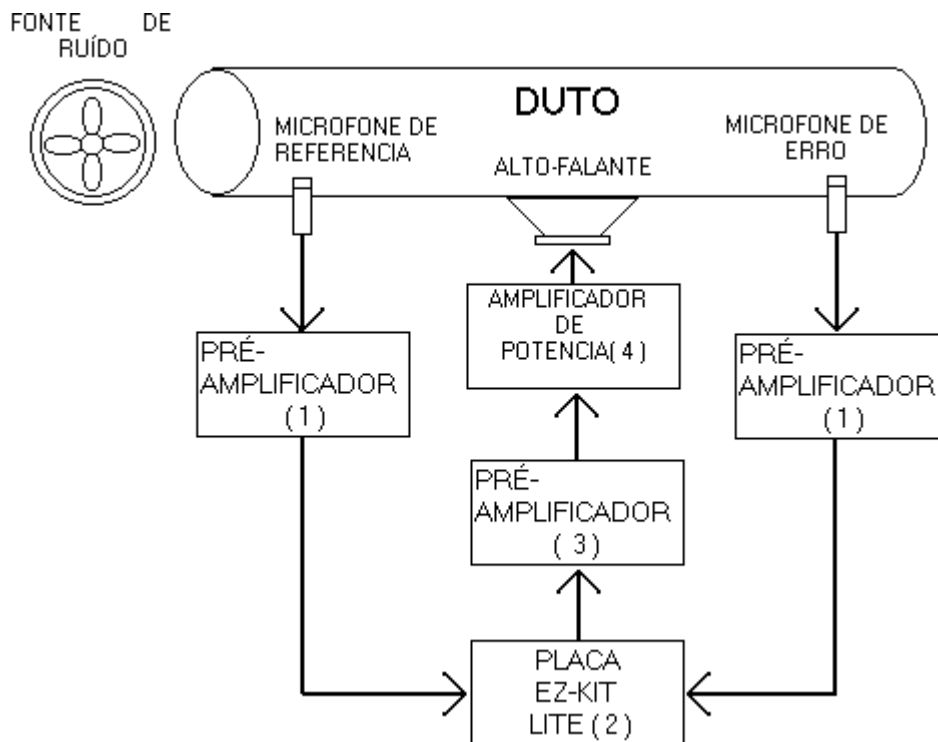 FONTE DE
RUÍDO
DUTO
MICROFONE DE
REFERENCIA
ALTO-FALANTE
MICROFONE DE
ERRO
AMPLIFICADOR
DE
POTENCIA( 4 )
PRÉ-
AMPLIFICADOR
( 1 )
PRÉ-
AMPLIFICADOR
( 1 )
PRÉ-
AMPLIFICADOR
( 3 )
PLACA
EZ-KIT
LITE ( 2 )